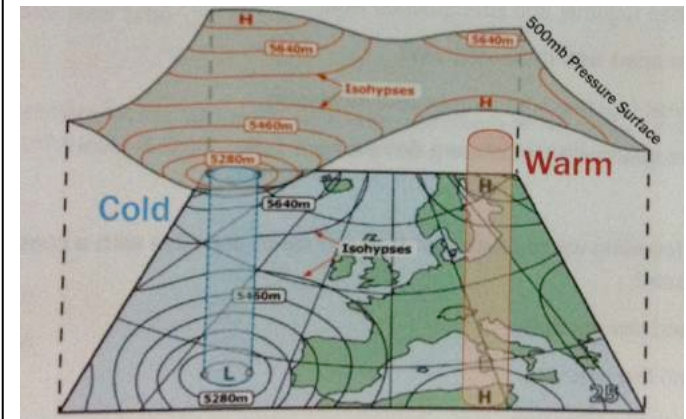 H
5640m
5640m
500mb Pressure Surface
Isohypses
H
5460m
5280m
Warm
Cold
H
5640m
Isohypses
5460m
L
H
5280m
25